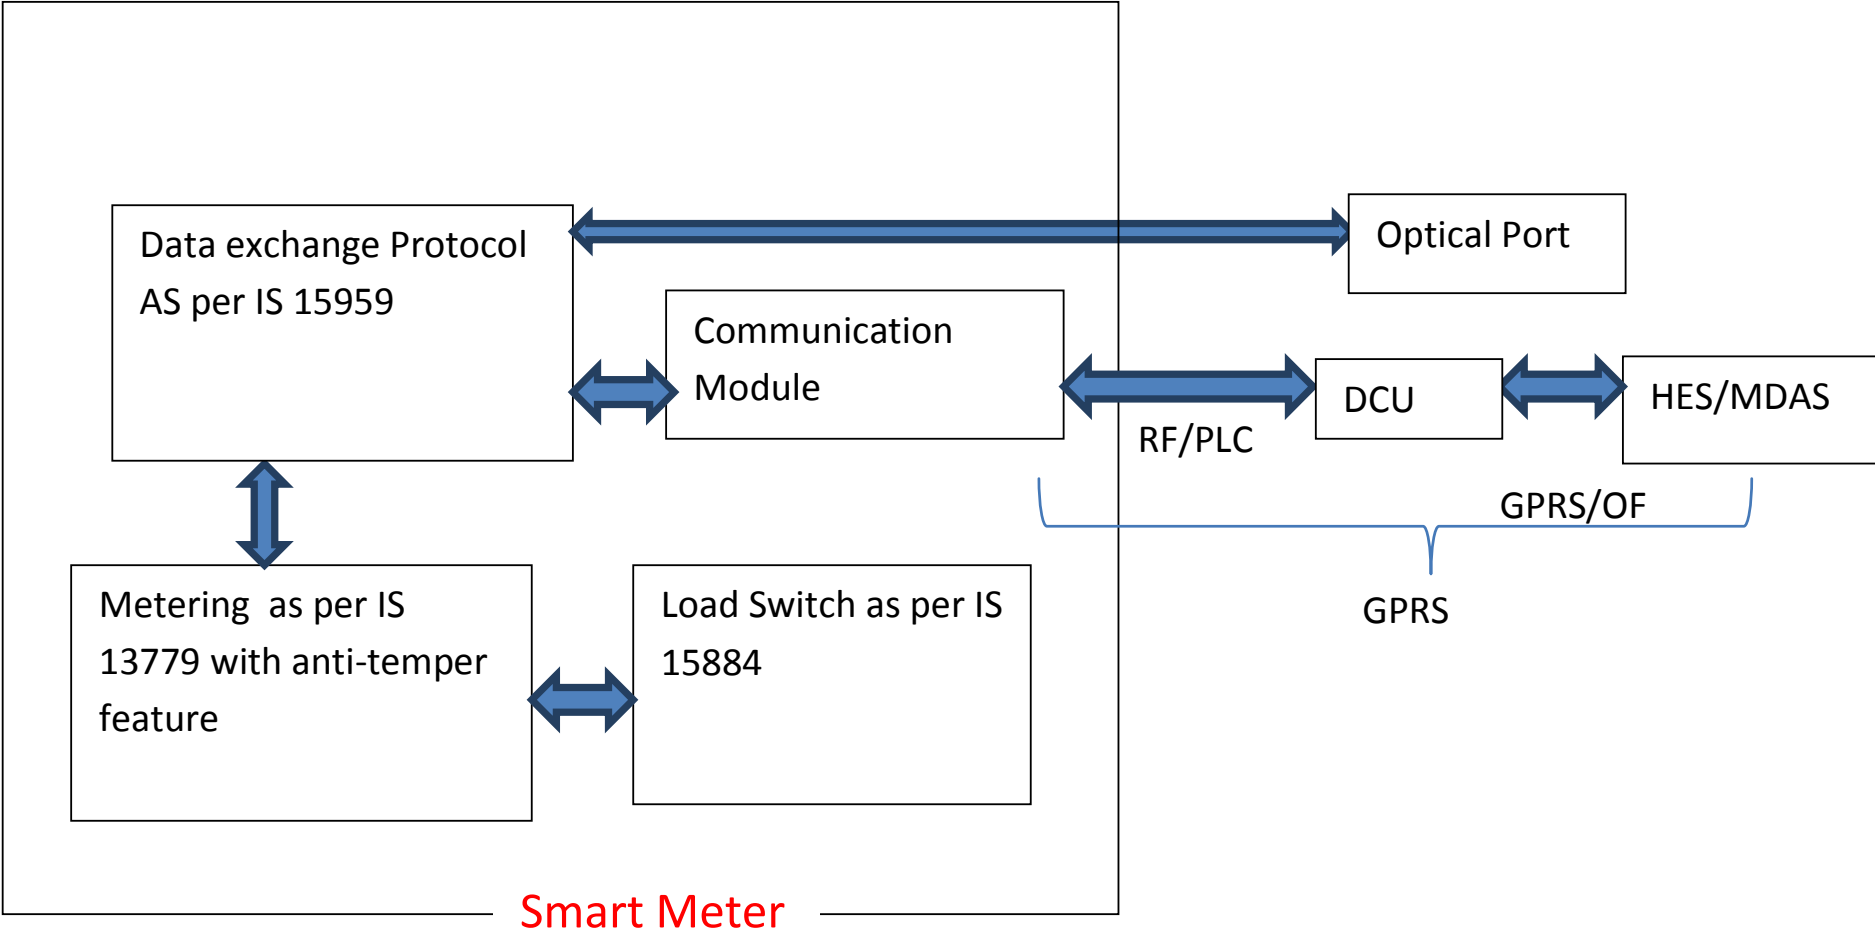 Data exchange Protocol
AS per IS 15959
Optical Port
Communication
Module
DCU
HES/MDAS
RF/PLC
GPRS/OF
GPRS
Metering  as per IS
13779 with anti-temper
feature
Load Switch as per IS
15884
Smart Meter